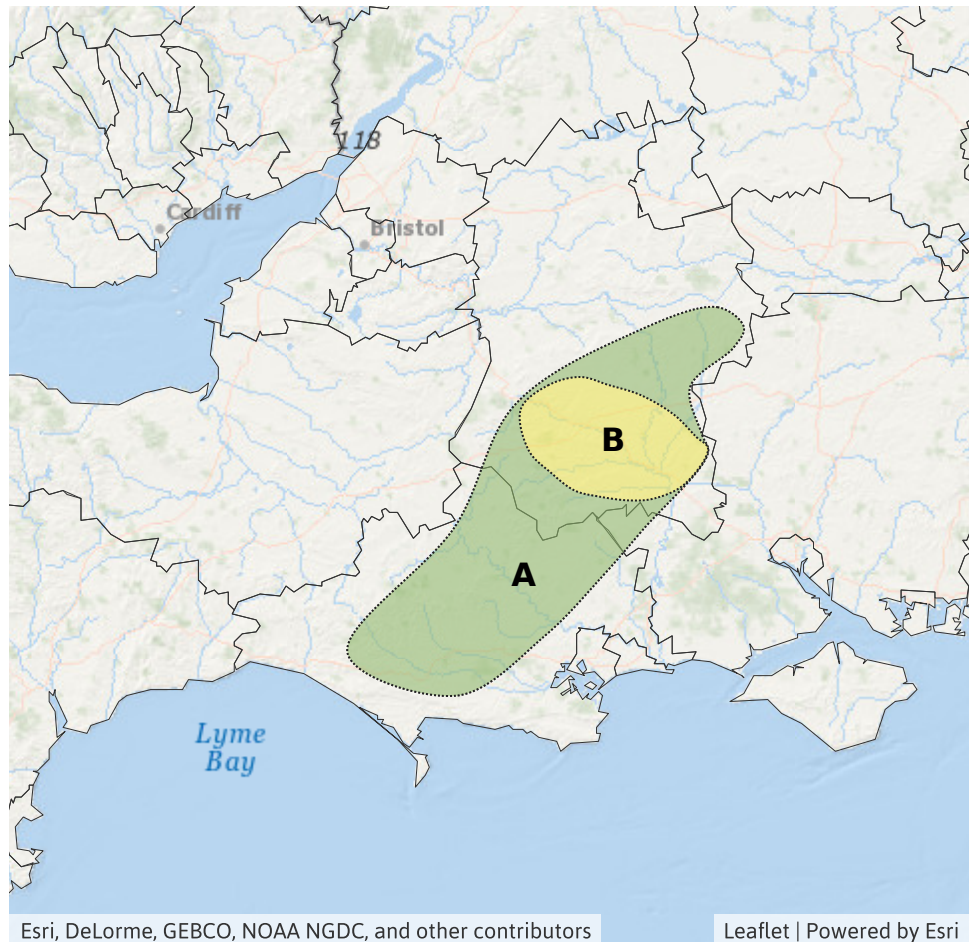 118
Cardiff
Bristol
B
A
Lyme
Bay
Esri, DeLorme, GEBCO, NOAA NGDC, and other contributors
Leaflet | Powered by Esri